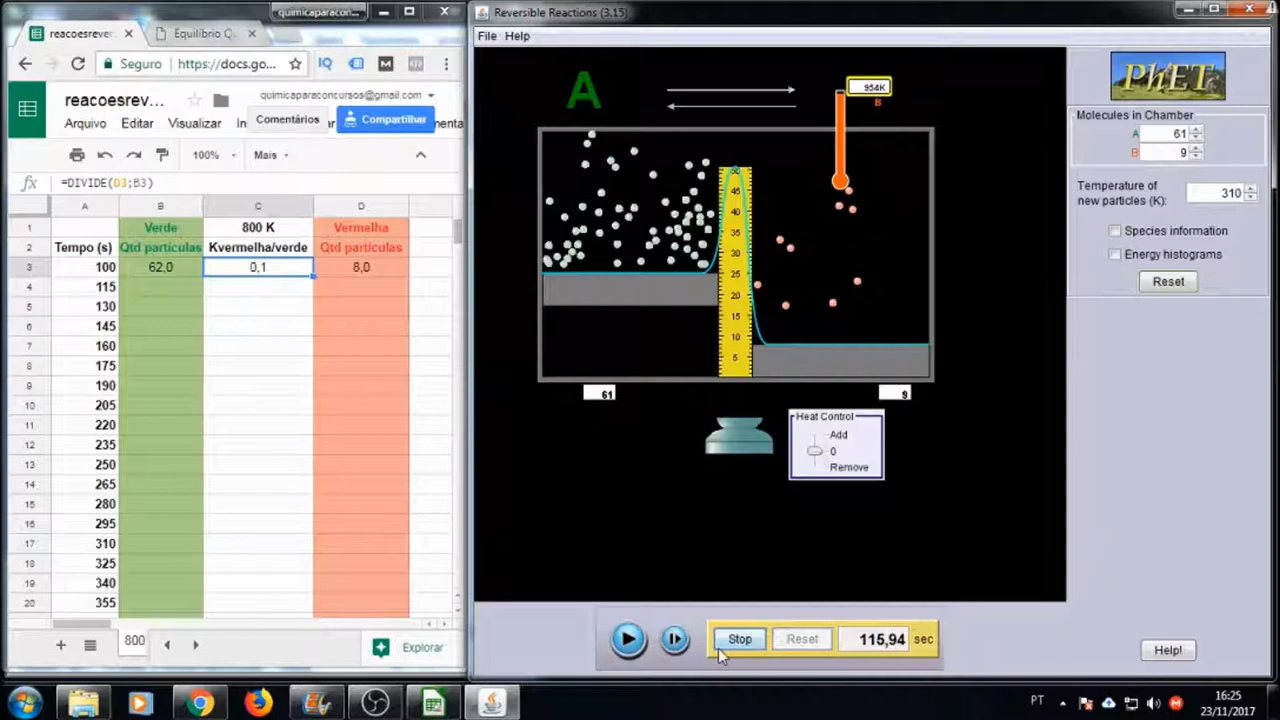 quimicaparacon...
reacoesrever
Equilíbrio Q
Seguro
https://docs.go...
reacoesrev...
quimicaparaconcursos@gmail.com
Arquivo Editar Visualizar In
menta
Comentários
Compartilhar
100% Mais
fx =DIVIDE(D3;B3)
A B C D
1 Verde 800 K Vermelha
2 Tempo (s) Qtd partículas Kvermelha/verde Qtd partículas
3 100 62,0 0,1 8,0
4 115
5 130
6 145
7 160
8 175
9 190
10 205
11 220
12 235
13 250
14 265
15 280
16 295
17 310
18 325
19 340
20 355
800
Explorar
Reversible Reactions (3.15)
File Help
A
954K
B
50
45
40
35
30
25
20
15
10
5
61
9
Heat Control
Add
0
Remove
PhET
Molecules in Chamber
A 61
B 9
Temperature of
new particles (K): 310
Species information
Energy histograms
Reset
Stop Reset 115,94 sec
Help!
PT
16:25
23/11/2017